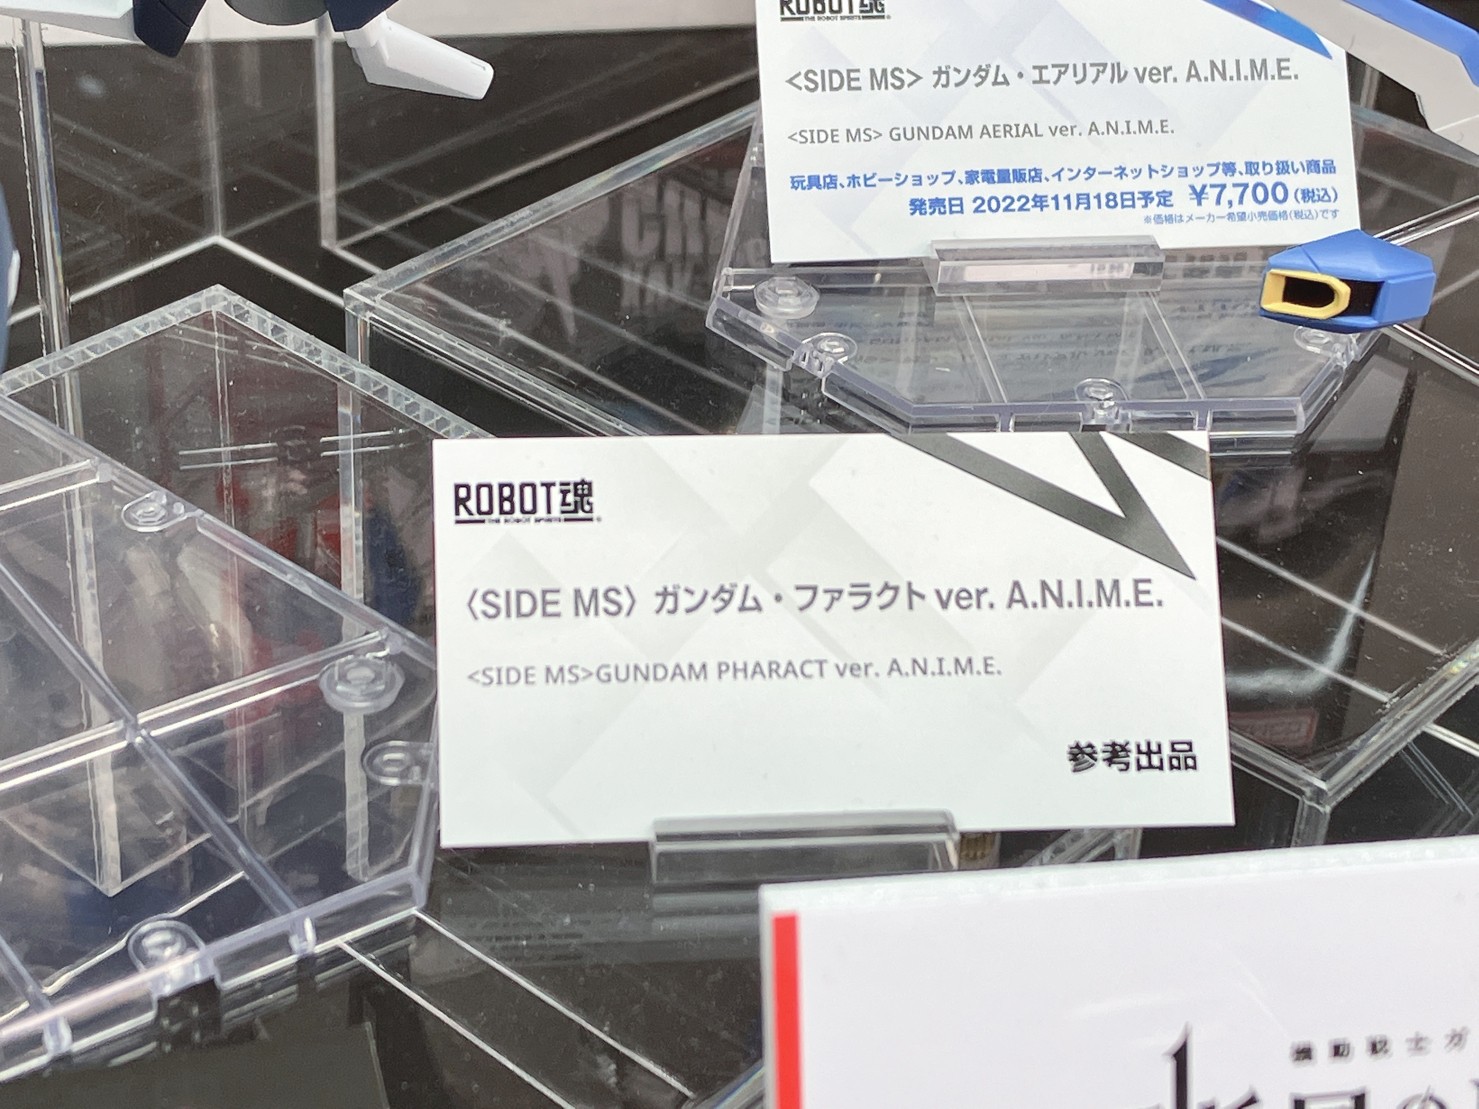 ROBOT魂
THE ROBOT SPIRITS
<SIDE MS> ガンダム・エアリアル ver. A.N.I.M.E.
<SIDE MS> GUNDAM AERIAL ver. A.N.I.M.E.
玩具店、ホビーショップ、家電量販店、インターネットショップ等、取り扱い商品
発売日 2022年11月18日予定 ¥7,700(税込)
※価格はメーカー希望小売価格(税込)です
ROBOT魂
THE ROBOT SPIRITS
〈SIDE MS〉 ガンダム・ファラクト ver. A.N.I.M.E.
<SIDE MS>GUNDAM PHARACT ver. A.N.I.M.E.
参考出品
機動戦士ガ